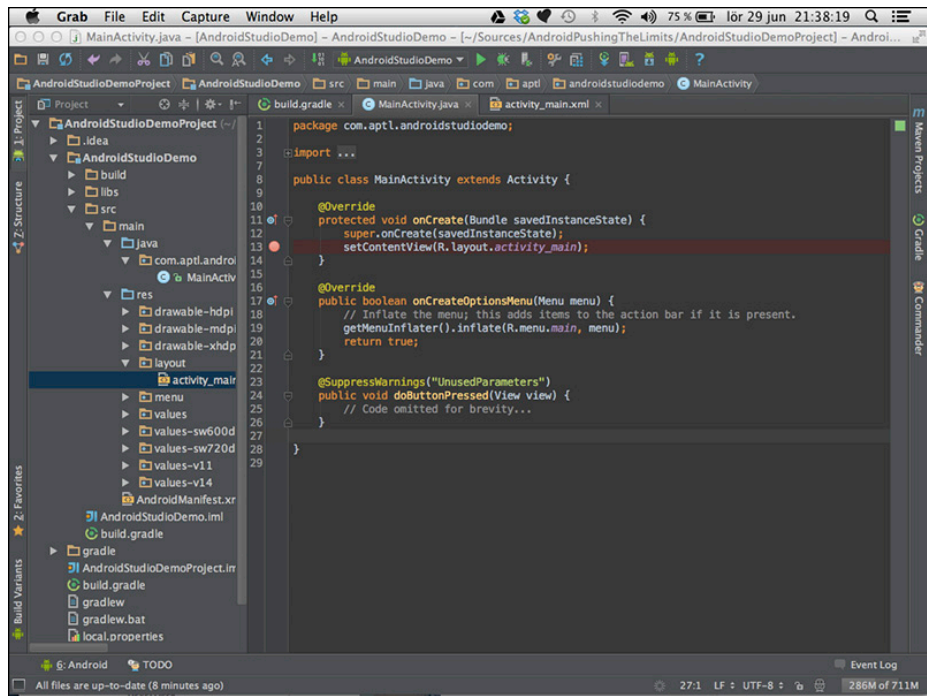 Grab File Edit Capture Window Help 75 % lör 29 jun 21:38:19
MainActivity.java – [AndroidStudioDemo] – AndroidStudioDemo – [~/Sources/AndroidPushingTheLimits/AndroidStudioDemoProject] – Androi...
AndroidStudioDemo ?
AndroidStudioDemoProject AndroidStudioDemo src main java com aptl androidstudiodemo MainActivity
Project build.gradle × MainActivity.java × activity_main.xml ×
1: Project
Z: Structure
2: Favorites
Build Variants
AndroidStudioDemoProject (~/
.idea
AndroidStudioDemo
build
libs
src
main
java
com.aptl.androi
MainActiv
res
drawable-hdpi
drawable-mdpi
drawable-xhdp
layout
activity_mair
menu
values
values-sw600d
values-sw720d
values-v11
values-v14
AndroidManifest.xr
AndroidStudioDemo.iml
build.gradle
gradle
AndroidStudioDemoProject.im
build.gradle
gradlew
gradlew.bat
local.properties
1 package com.aptl.androidstudiodemo;
2
3 import ...
7
8 public class MainActivity extends Activity {
9
10 @Override
11 protected void onCreate(Bundle savedInstanceState) {
12 super.onCreate(savedInstanceState);
13 setContentView(R.layout.activity_main);
14 }
15
16 @Override
17 public boolean onCreateOptionsMenu(Menu menu) {
18 // Inflate the menu; this adds items to the action bar if it is present.
19 getMenuInflater().inflate(R.menu.main, menu);
20 return true;
21 }
22
23 @SuppressWarnings("UnusedParameters")
24 public void doButtonPressed(View view) {
25 // Code omitted for brevity...
26 }
27
28 }
29
m Maven Projects
Gradle
Commander
6: Android TODO Event Log
All files are up-to-date (8 minutes ago) 27:1 LF UTF-8 286M of 711M